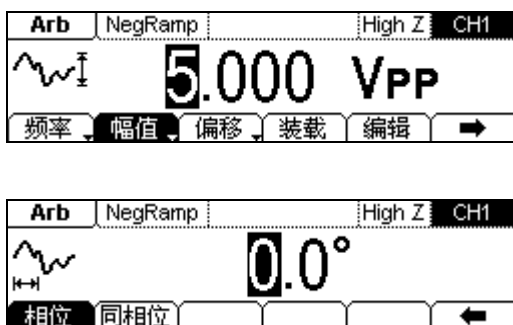 Arb NegRamp High Z CH1
5.000 VPP
频率 幅值 偏移 装载 编辑
Arb NegRamp High Z CH1
0.0°
相位 同相位